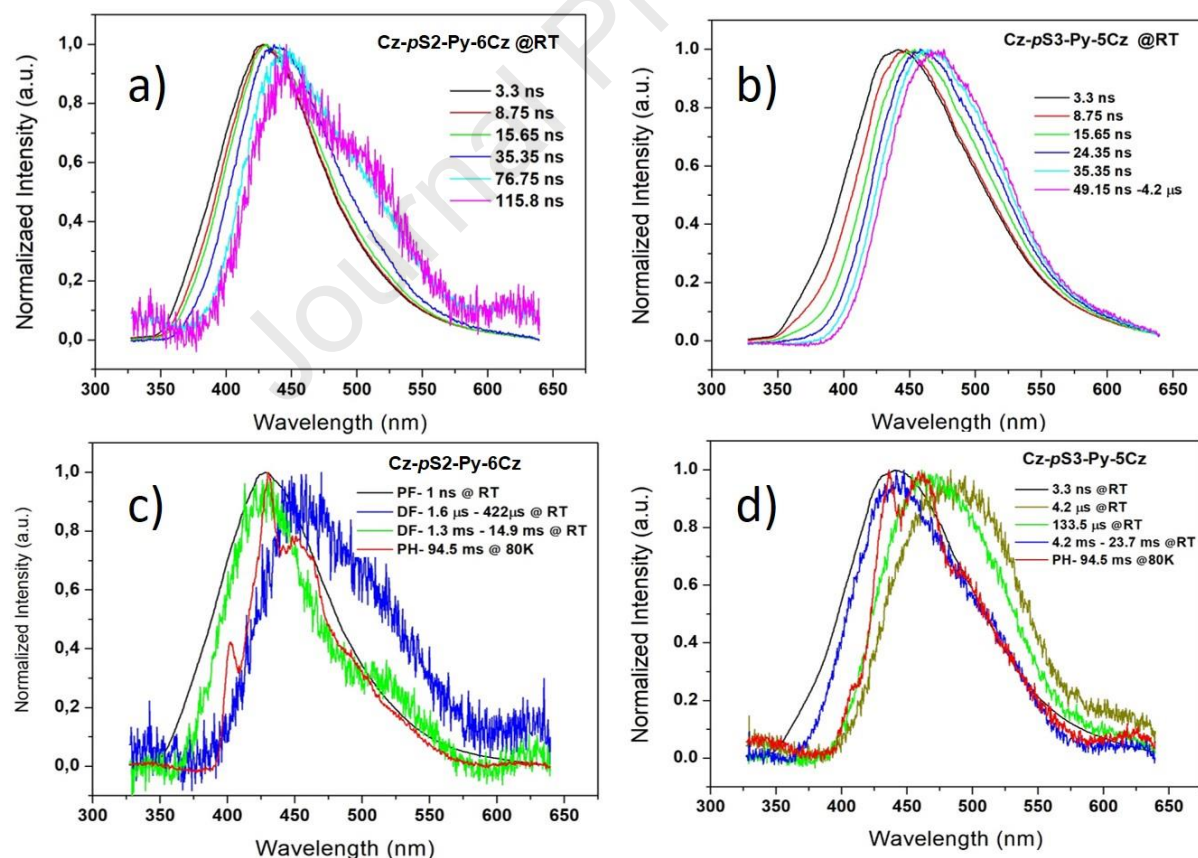 Journal Pr
a)
Cz-pS2-Py-6Cz @RT
3.3 ns
8.75 ns
15.65 ns
35.35 ns
76.75 ns
115.8 ns
1,0
0,8
0,6
0,4
0,2
0,0
Normalizaed Intensity (a.u.)
300 350 400 450 500 550 600 650
Wavelength (nm)
b)
Cz-pS3-Py-5Cz @RT
3.3 ns
8.75 ns
15.65 ns
24.35 ns
35.35 ns
49.15 ns -4.2 μs
1,0
0,8
0,6
0,4
0,2
0,0
Normalized Intensity (a.u.)
300 350 400 450 500 550 600 650
Wavelength (nm)
c)
Cz-pS2-Py-6Cz
PF- 1 ns @ RT
DF- 1.6 μs - 422μs @ RT
DF- 1.3 ms - 14.9 ms @ RT
PH- 94.5 ms @ 80K
1,0
0,8
0,6
0,4
0,2
0,0
Normalized Intensity (a.u.)
300 350 400 450 500 550 600 650
Wavelength (nm)
d)
Cz-pS3-Py-5Cz
3.3 ns @RT
4.2 μs @RT
133.5 μs @RT
4.2 ms - 23.7 ms @RT
PH- 94.5 ms @80K
1.0
0.8
0.6
0.4
0.2
0.0
Normalized Intensity (a.u.)
300 350 400 450 500 550 600 650
Wavelength (nm)